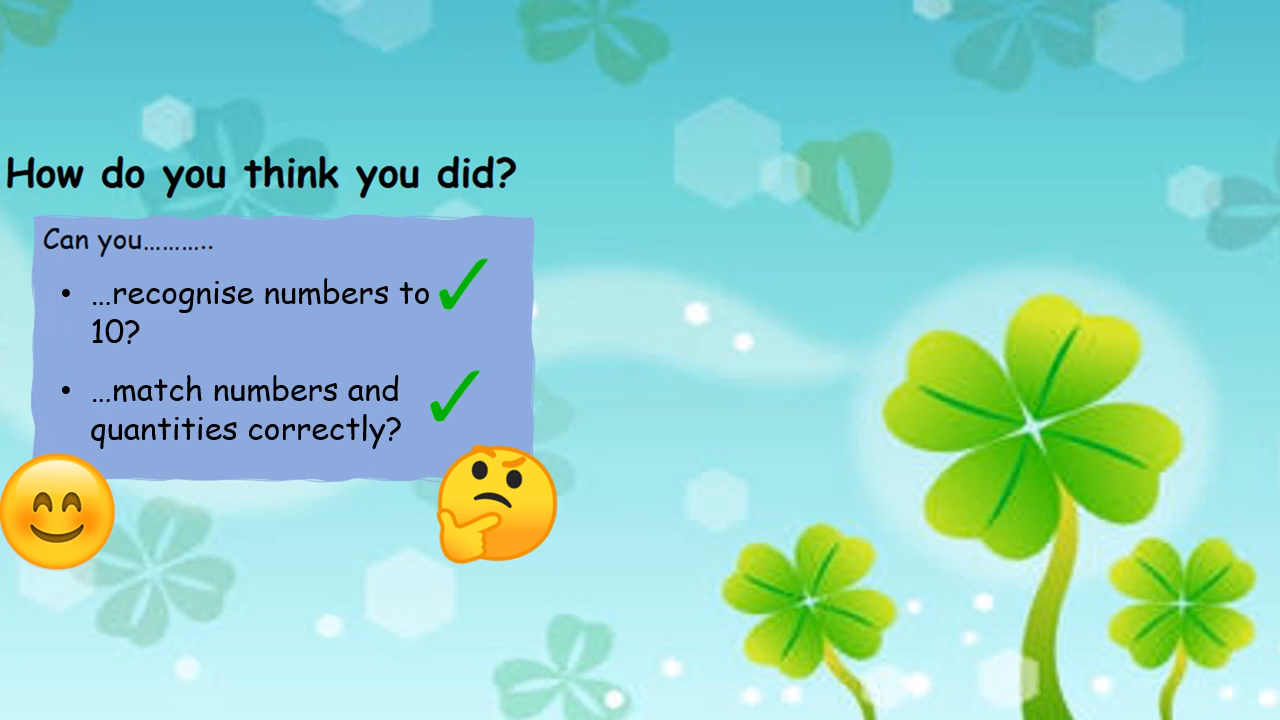 How do you think you did?
Can you………..
• …recognise numbers to
10?
• …match numbers and
quantities correctly?